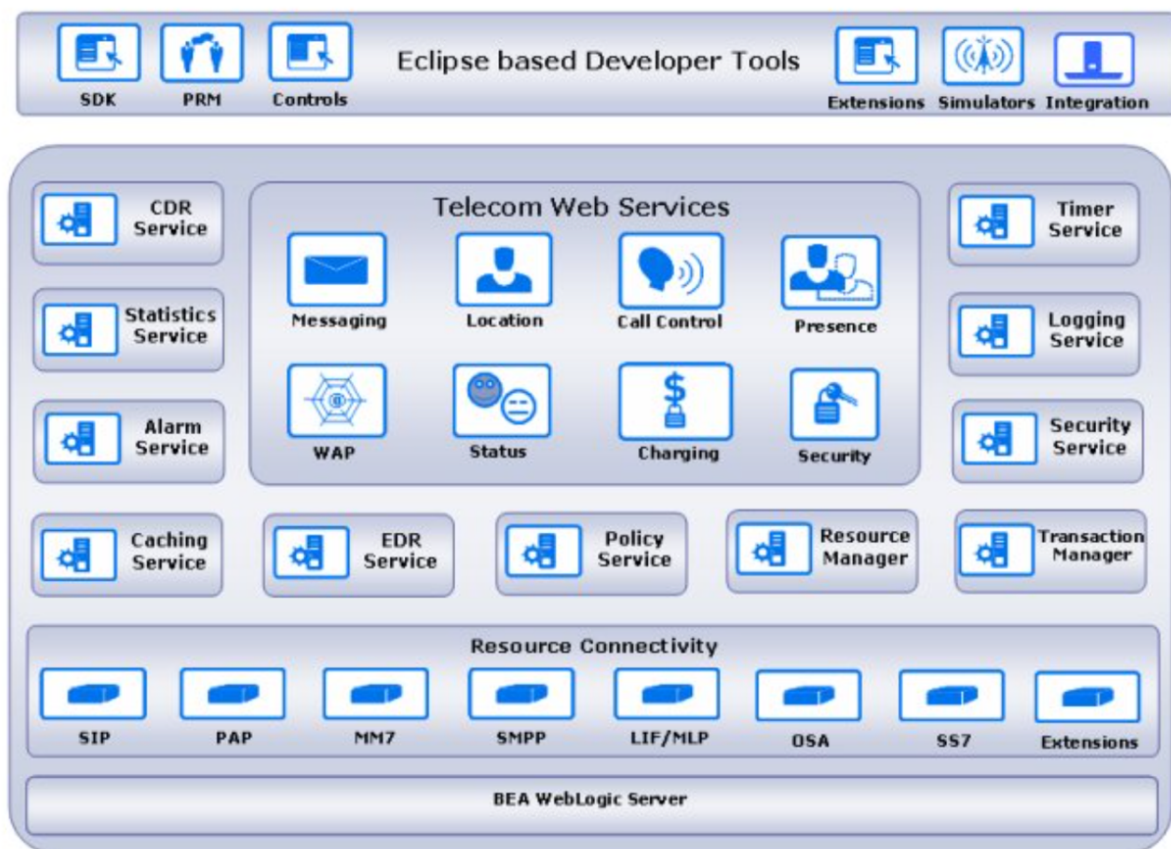 Eclipse based Developer Tools
SDK
PRM
Controls
Extensions
Simulators
Integration
CDR
Service
Telecom Web Services
Timer
Service
Messaging
Location
Call Control
Presence
Statistics
Service
Logging
Service
WAP
Status
Charging
Security
Alarm
Service
Security
Service
Caching
Service
EDR
Service
Policy
Service
Resource
Manager
Transaction
Manager
Resource Connectivity
SIP
PAP
MM7
SMPP
LIF/MLP
OSA
SS7
Extensions
BEA WebLogic Server